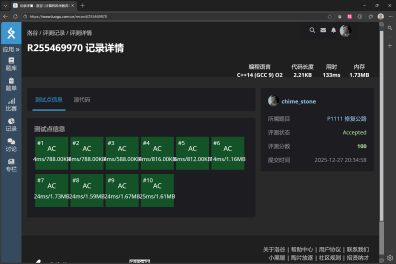 https://www.luogu.com.cn/record/255469970
洛谷 / 评测记录 / 评测详情
R255469970 记录详情
应用 »
题库
题单
比赛
记录
讨论
专栏
编程语言 代码长度 用时 内存
C++14 (GCC 9) O2 2.21KB 133ms 1.73MB
测试点信息 源代码
测试点信息
#1 #2 #3 #4 #5 #6
AC AC AC AC AC AC
4ms/788.00KB 4ms/788.00KB 4ms/588.00KB 4ms/816.00KB 4ms/812.00KB 4ms/1.16MB
#7 #8 #9 #10
AC AC AC AC
24ms/1.73MB 24ms/1.59MB 24ms/1.67MB 25ms/1.61MB
chime_stone
所属题目 P1111 修复公路
评测状态 Accepted
评测分数 100
提交时间 2025-12-27 20:34:58
关于洛谷 | 帮助中心 | 用户协议 | 联系我们
小黑屋 | 陶片放逐 | 社区规则 | 招贤纳才